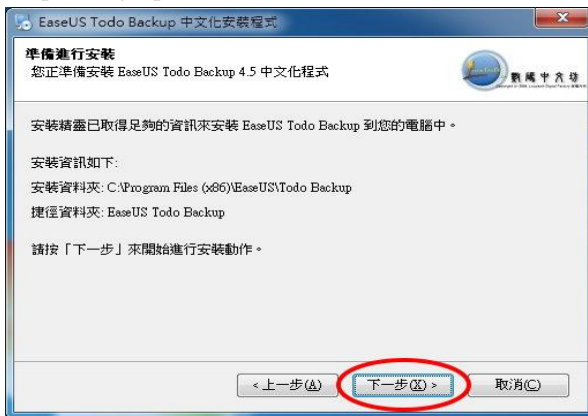 EaseUS Todo Backup 中文化安裝程式
準備進行安裝
您正準備安裝 EaseUS Todo Backup 4.5 中文化程式
數風中文坊
安裝精靈已取得足夠的資訊來安裝 EaseUS Todo Backup 到您的電腦中。
安裝資訊如下:
安裝資料夾: C:\Program Files (x86)\EaseUS\Todo Backup
捷徑資料夾: EaseUS Todo Backup
請按「下一步」來開始進行安裝動作。
<上一步(A)
下一步(X)>
取消(C)